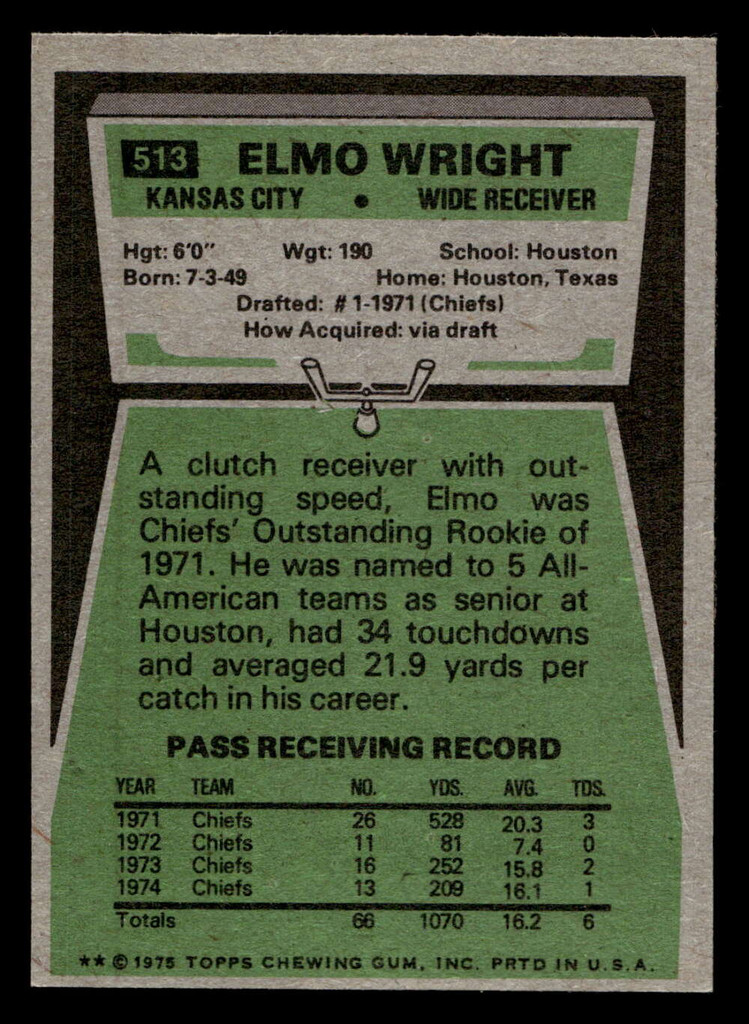 513 ELMO WRIGHT
KANSAS CITY • WIDE RECEIVER
Hgt: 6'0" Wgt: 190 School: Houston
Born: 7-3-49 Home: Houston, Texas
Drafted: #1-1971 (Chiefs)
How Acquired: via draft
A clutch receiver with out-
standing speed, Elmo was
Chiefs' Outstanding Rookie of
1971. He was named to 5 All-
American teams as senior at
Houston, had 34 touchdowns
and averaged 21.9 yards per
catch in his career.
PASS RECEIVING RECORD
YEAR TEAM NO. YDS. AVG. TDS.
1971 Chiefs 26 528 20.3 3
1972 Chiefs 11 81 7.4 0
1973 Chiefs 16 252 15.8 2
1974 Chiefs 13 209 16.1 1
Totals 66 1070 16.2 6
** © 1975 TOPPS CHEWING GUM, INC. PRTD IN U.S.A.